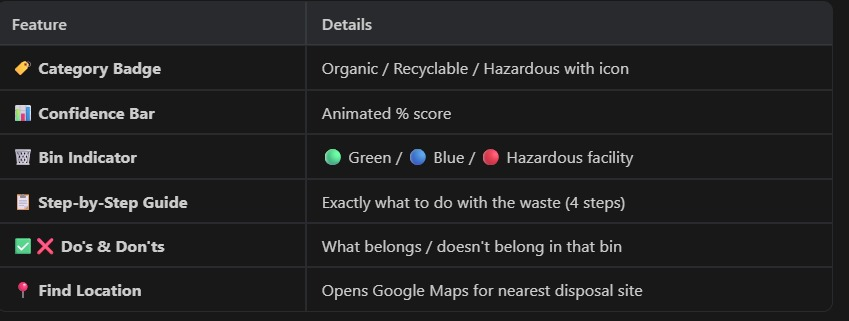 Feature Details
🏷️ Category Badge Organic / Recyclable / Hazardous with icon
📊 Confidence Bar Animated % score
🗑️ Bin Indicator 🟢 Green / 🔵 Blue / 🔴 Hazardous facility
📋 Step-by-Step Guide Exactly what to do with the waste (4 steps)
✅ ❌ Do's & Don'ts What belongs / doesn't belong in that bin
📍 Find Location Opens Google Maps for nearest disposal site